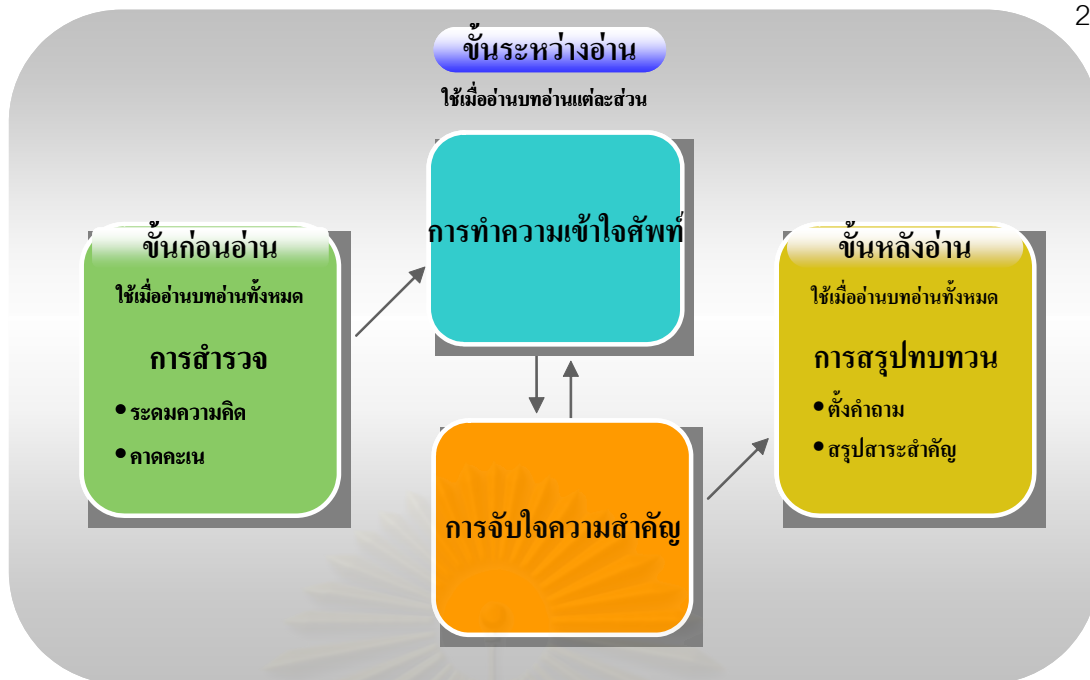 2
ขั้นระหว่างอ่าน
ใช้เมื่ออ่านบทอ่านแต่ละส่วน
การทำความเข้าใจศัพท์
ขั้นก่อนอ่าน
ใช้เมื่ออ่านบทอ่านทั้งหมด
การสำรวจ
• ระดมความคิด
• คาดคะเน
การจับใจความสำคัญ
ขั้นหลังอ่าน
ใช้เมื่ออ่านบทอ่านทั้งหมด
การสรุปทบทวน
• ตั้งคำถาม
• สรุปสาระสำคัญ